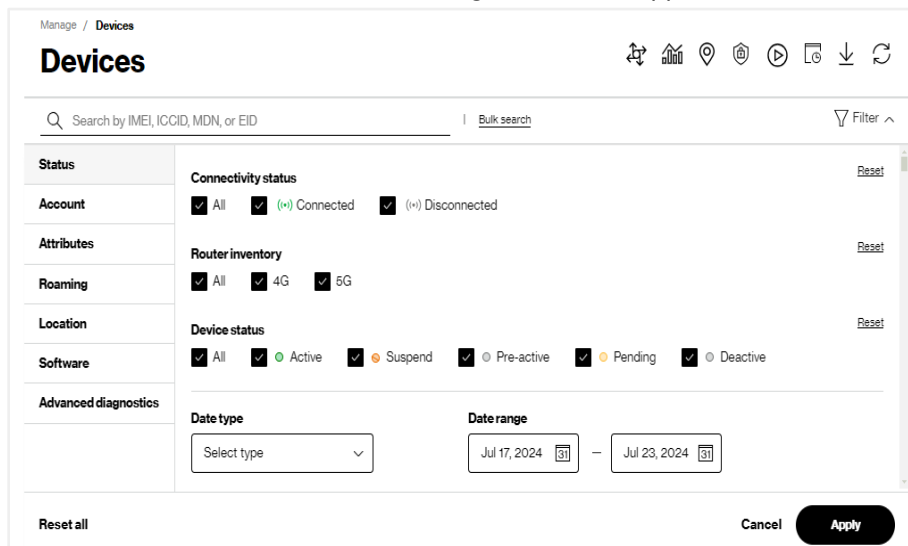 Manage / Devices
Devices
Search by IMEI, ICCID, MDN, or EID
Bulk search
Filter
Status
Account
Attributes
Roaming
Location
Software
Advanced diagnostics
Connectivity status
Reset
All Connected Disconnected
Router inventory
Reset
All 4G 5G
Device status
Reset
All Active Suspend Pre-active Pending Deactive
Date type Date range
Select type Jul 17, 2024 31 – Jul 23, 2024 31
Reset all Cancel Apply